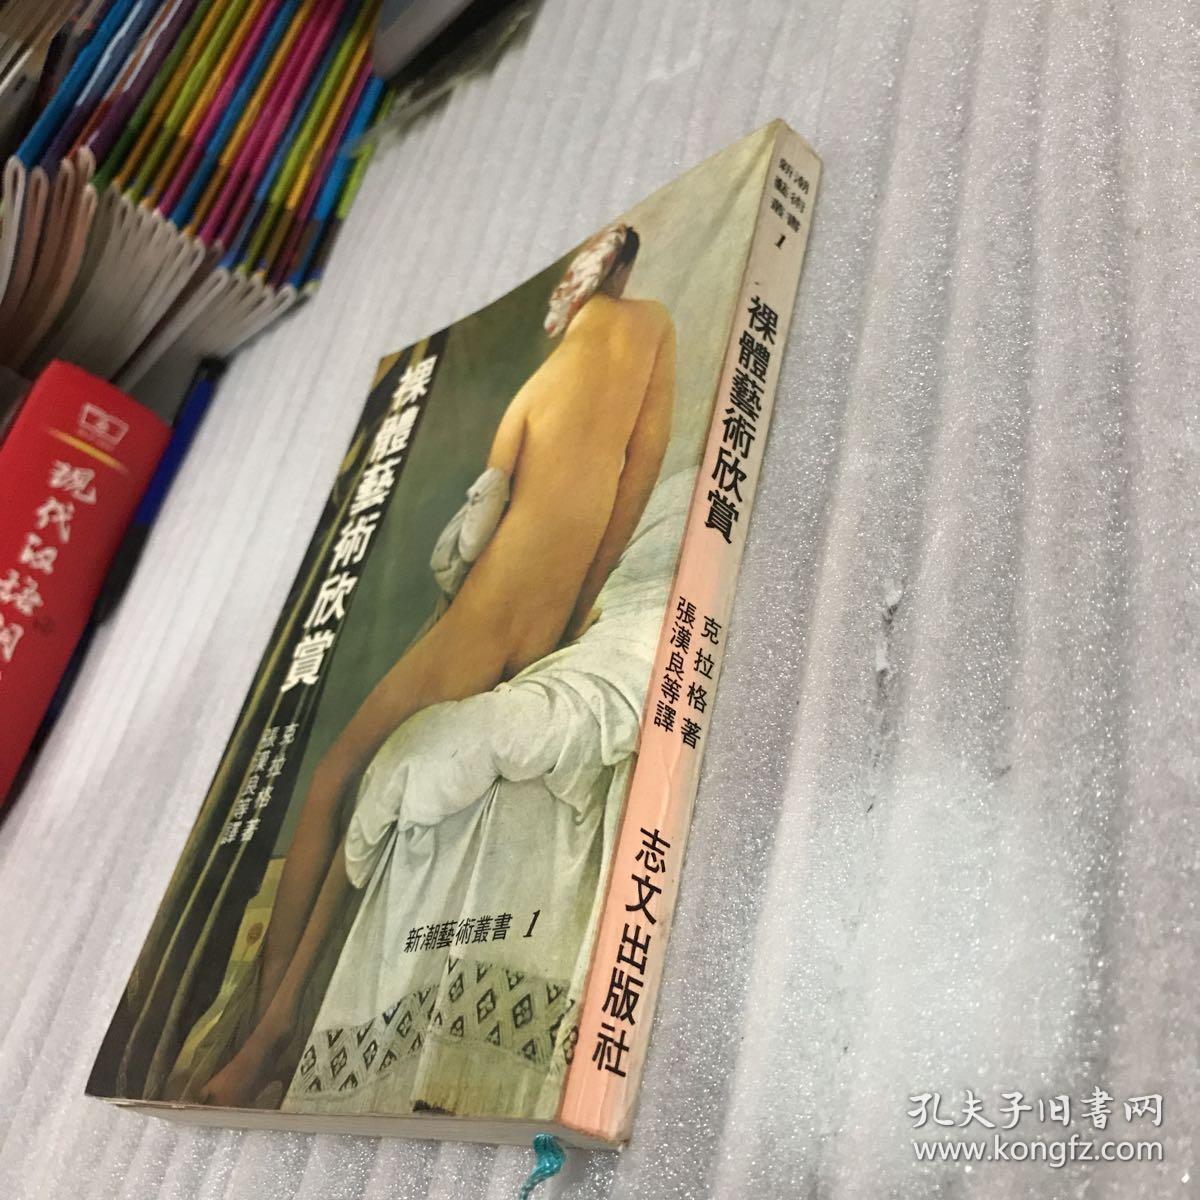 裸體藝術欣賞
克拉格著
張漢良等譯
新潮藝術叢書 1
新潮
藝術
叢書
1
裸體藝術欣賞
克拉格著
張漢良等譯
志文出版社
现代汉语词
孔夫子旧書网
www.kongfz.com